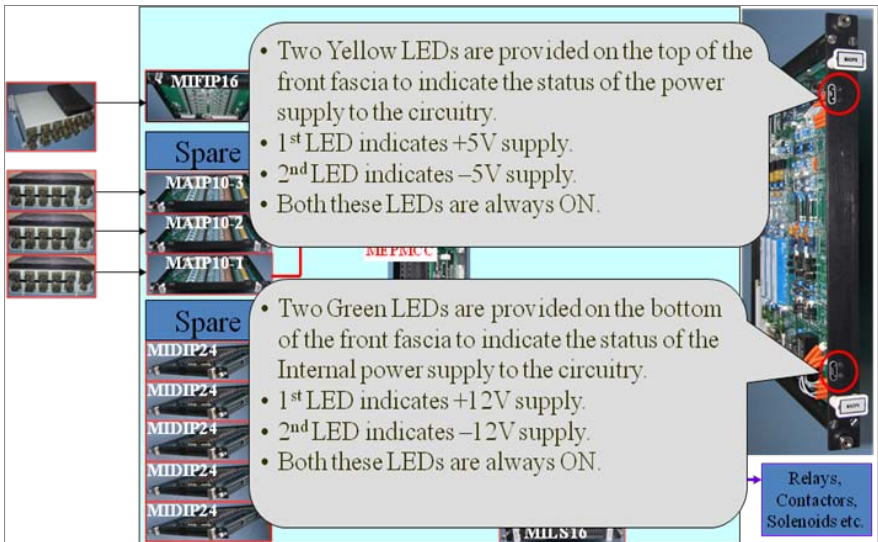 MIFIP16
Spare
MAIP10-3
MAIP10-2
MAIP10-1
Spare
MIDIP24
MIDIP24
MIDIP24
MIDIP24
MIDIP24
• Two Yellow LEDs are provided on the top of the
front fascia to indicate the status of the power
supply to the circuitry.
• 1st LED indicates +5V supply.
• 2nd LED indicates –5V supply.
• Both these LEDs are always ON.
MEPMCC
• Two Green LEDs are provided on the bottom
of the front fascia to indicate the status of the
Internal power supply to the circuitry.
• 1st LED indicates +12V supply.
• 2nd LED indicates –12V supply.
• Both these LEDs are always ON.
MILS16
Relays,
Contactors,
Solenoids etc.